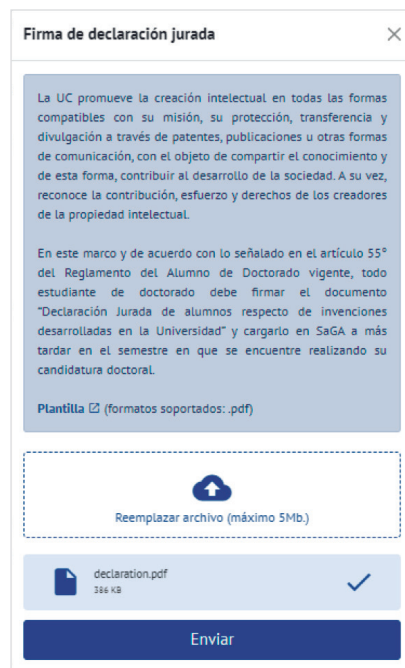 Firma de declaración jurada
La UC promueve la creación intelectual en todas las formas
compatibles con su misión, su protección, transferencia y
divulgación a través de patentes, publicaciones u otras formas
de comunicación, con el objeto de compartir el conocimiento y
de esta forma, contribuir al desarrollo de la sociedad. A su vez,
reconoce la contribución, esfuerzo y derechos de los creadores
de la propiedad intelectual.
En este marco y de acuerdo con lo señalado en el artículo 55°
del Reglamento del Alumno de Doctorado vigente, todo
estudiante de doctorado debe firmar el documento
"Declaración Jurada de alumnos respecto de invenciones
desarrolladas en la Universidad" y cargarlo en SaGA a más
tardar en el semestre en que se encuentre realizando su
candidatura doctoral.
Plantilla (formatos soportados: .pdf)
Reemplazar archivo (máximo 5Mb.)
declaration.pdf
386 KB
Enviar